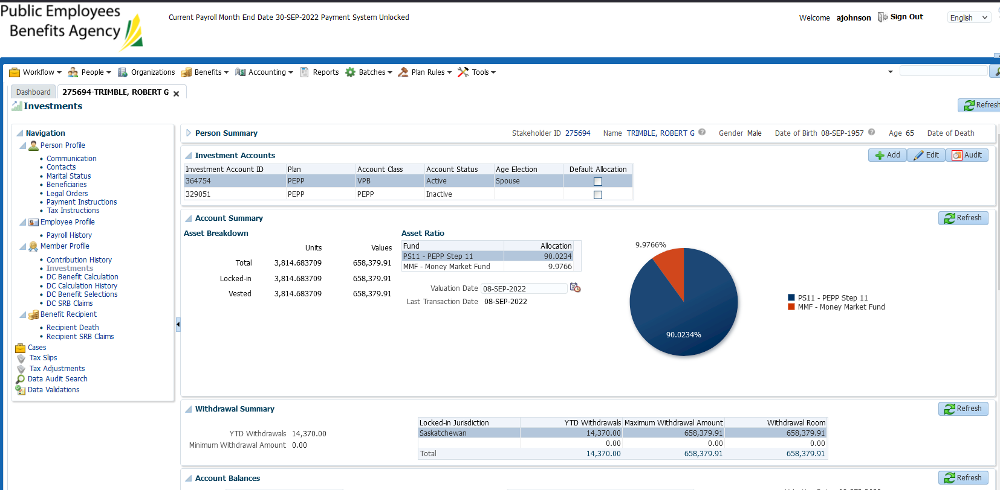 Public Employees
Benefits Agency
Current Payroll Month End Date 30-SEP-2022 Payment System Unlocked
Welcome ajohnson Sign Out English
Workflow People Organizations Benefits Accounting Reports Batches Plan Rules Tools
Dashboard 275694-TRIMBLE, ROBERT G
Investments Refresh
Navigation
Person Profile
Communication
Contacts
Marital Status
Beneficiaries
Legal Orders
Payment Instructions
Tax Instructions
Employee Profile
Payroll History
Member Profile
Contribution History
Investments
DC Benefit Calculation
DC Calculation History
DC Benefit Selections
DC SRB Claims
Benefit Recipient
Recipient Death
Recipient SRB Claims
Cases
Tax Slips
Tax Adjustments
Data Audit Search
Data Validations
Person Summary Stakeholder ID 275694 Name TRIMBLE, ROBERT G Gender Male Date of Birth 08-SEP-1957 Age 65 Date of Death
Investment Accounts Add Edit Audit
Investment Account ID Plan Account Class Account Status Age Election Default Allocation
364754 PEPP VPB Active Spouse
329051 PEPP PEPP Inactive
Account Summary Refresh
Asset Breakdown
Units Values
Total 3,814.683709 658,379.91
Locked-in 3,814.683709 658,379.91
Vested 3,814.683709 658,379.91
Asset Ratio
Fund Allocation
PS11 - PEPP Step 11 90.0234
MMF - Money Market Fund 9.9766
Valuation Date 08-SEP-2022
Last Transaction Date 08-SEP-2022
9.9766%
90.0234%
PS11 - PEPP Step 11
MMF - Money Market Fund
Withdrawal Summary Refresh
YTD Withdrawals 14,370.00
Minimum Withdrawal Amount 0.00
Locked-in Jurisdiction YTD Withdrawals Maximum Withdrawal Amount Withdrawal Room
Saskatchewan 14,370.00 658,379.91 658,379.91
0.00 0.00 0.00
Total 14,370.00 658,379.91 658,379.91
Account Balances Refresh